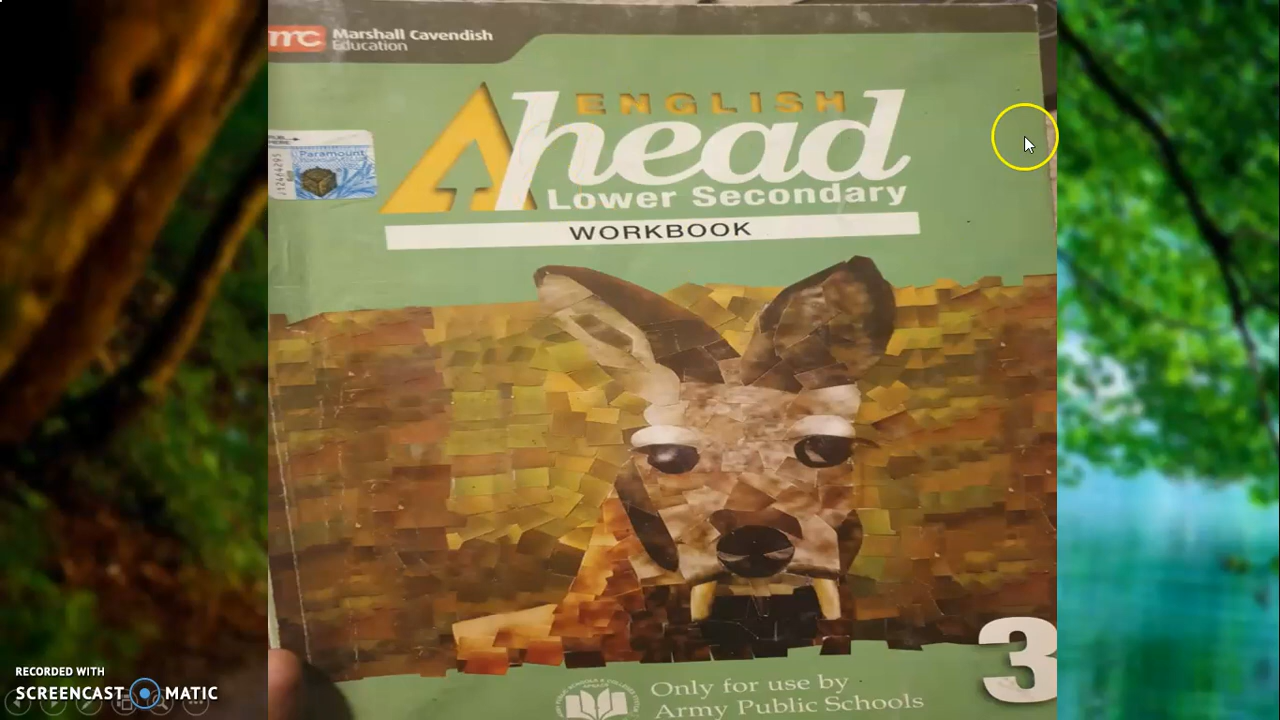 mc Marshall Cavendish
Education
ENGLISH
Ahead
Lower Secondary
WORKBOOK
Paramount
3
Only for use by
Army Public Schools
RECORDED WITH
SCREENCAST MATIC